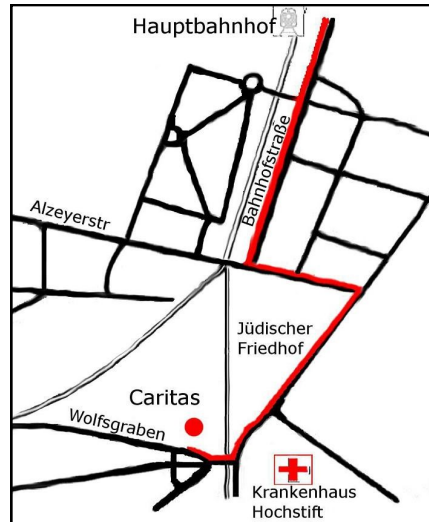 Hauptbahnhof
Bahnhofstraße
Alzeyerstr
Jüdischer
Friedhof
Caritas
Wolfsgraben
Krankenhaus
Hochstift